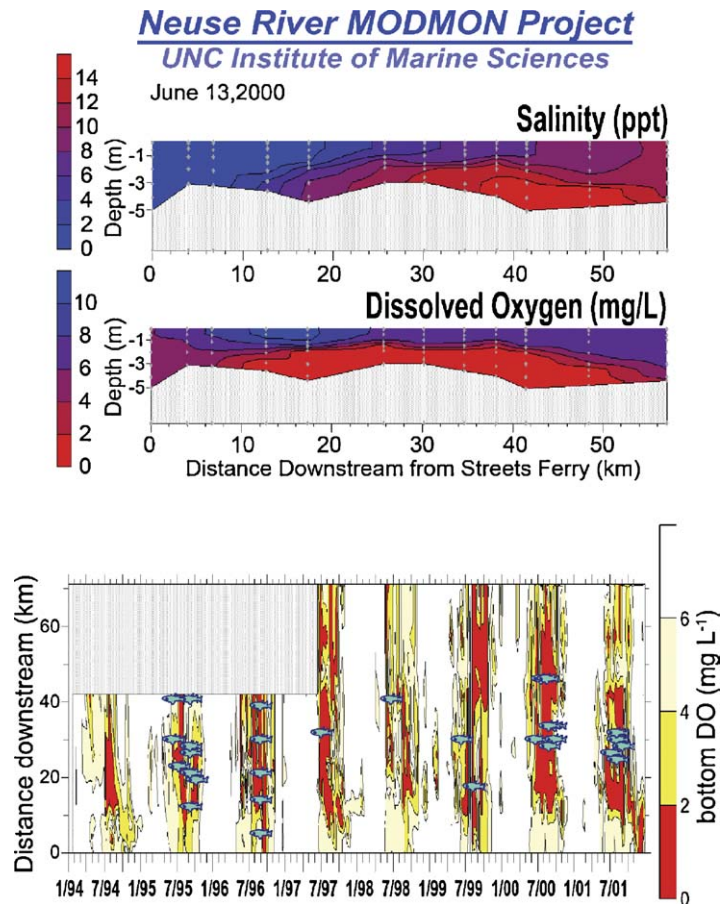 Neuse River MODMON Project
UNC Institute of Marine Sciences
June 13,2000
Salinity (ppt)
14
12
10
8
6
4
2
0
Depth (m)
-1
-3
-5
0 10 20 30 40 50
Dissolved Oxygen (mg/L)
10
8
6
4
2
0
Depth (m)
-1
-3
-5
0 10 20 30 40 50
Distance Downstream from Streets Ferry (km)
Distance downstream (km)
60
40
20
0
1/94 7/94 1/95 7/95 1/96 7/96 1/97 7/97 1/98 7/98 1/99 7/99 1/00 7/00 1/01 7/01
6
4
2
0
bottom DO (mg L-1)